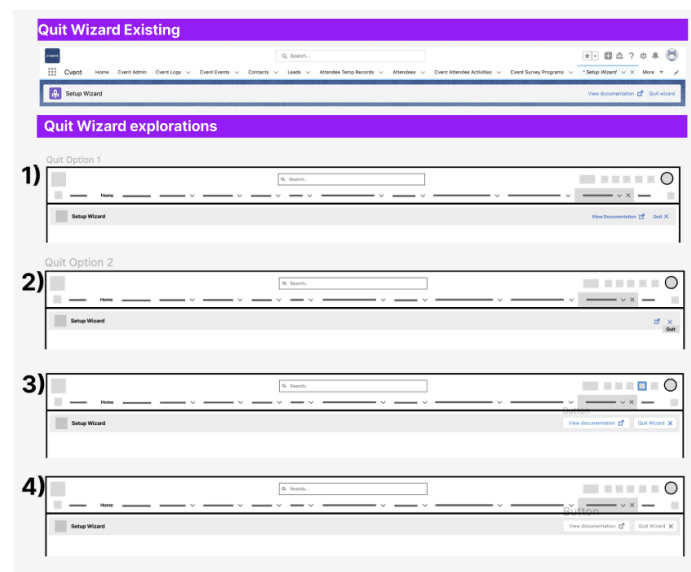 Quit Wizard Existing
Search...
Cvent Home Cvent Admin Cvent Logs Cvent Events Contacts Leads Attendee Temp Records Attendees Cvent Attendee Activities Cvent Survey Programs * Setup Wizard More
Setup Wizard View documentation Quit wizard
Quit Wizard explorations
Quit Option 1
1)
Search...
Home
Setup Wizard View Documentation Quit
Quit Option 2
2)
Search...
Home
Setup Wizard
Quit
3)
Search...
Home
Button
Setup Wizard View documentation Quit Wizard
4)
Search...
Home
Button
Setup Wizard View documentation Quit Wizard